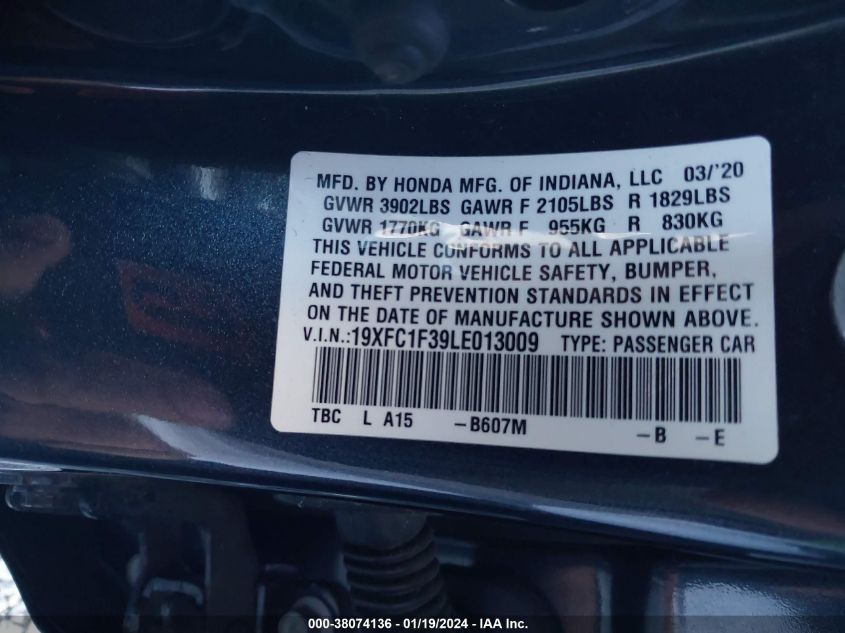 MFD. BY HONDA MFG. OF INDIANA, LLC 03/'20
GVWR 3902LBS GAWR F 2105LBS R 1829LBS
GVWR 1770KG GAWR F 955KG R 830KG
THIS VEHICLE CONFORMS TO ALL APPLICABLE
FEDERAL MOTOR VEHICLE SAFETY, BUMPER,
AND THEFT PREVENTION STANDARDS IN EFFECT
ON THE DATE OF MANUFACTURE SHOWN ABOVE.
V.I.N.:19XFC1F39LE013009 TYPE: PASSENGER CAR
TBC L A15 -B607M -B -E
000-38074136 - 01/19/2024 - IAA Inc.